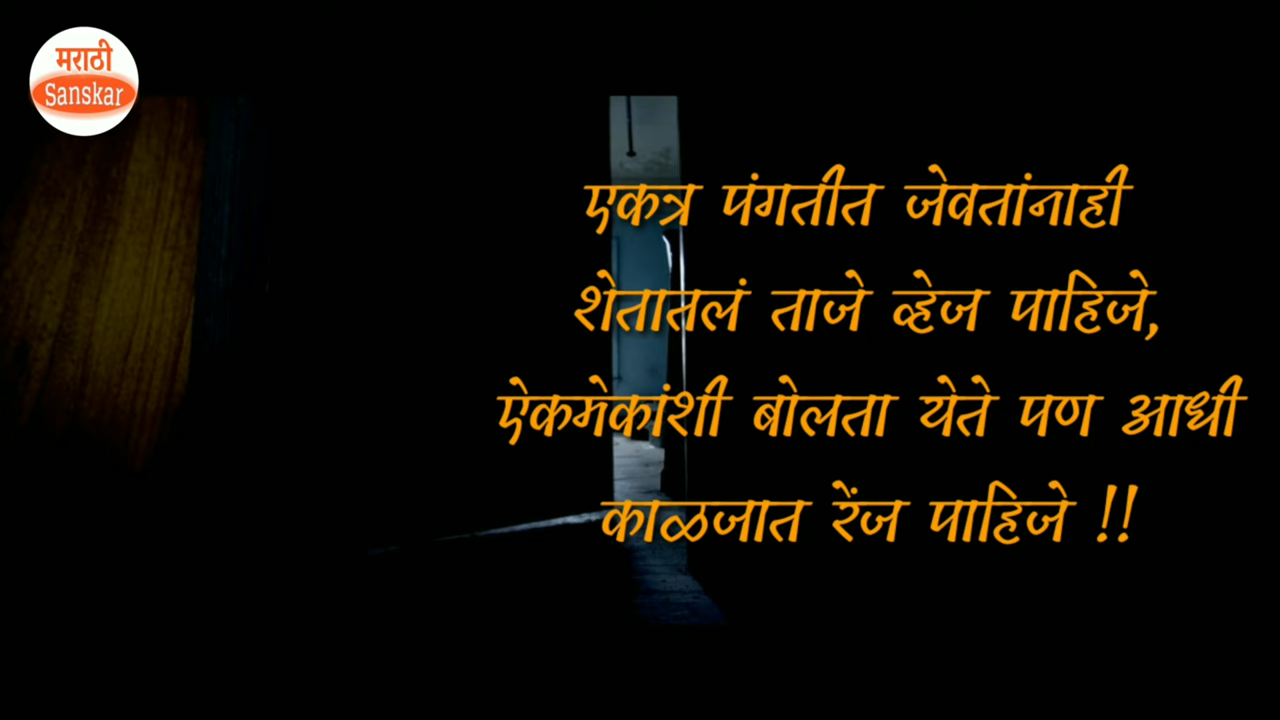 मराठी
Sanskar
एकत्र पंगतीत जेवतांनाही
शेतातलं ताजे व्हेज पाहिजे,
ऐकमेकांशी बोलता येते पण आधी
काळजात रेंज पाहिजे !!